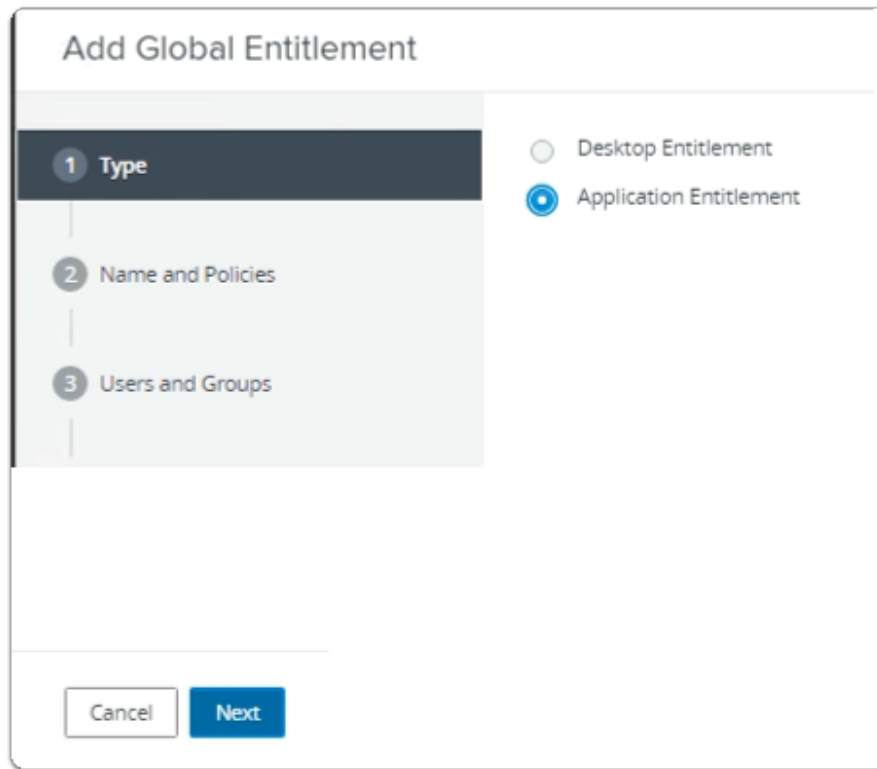 Add Global Entitlement
1 Type
2 Name and Policies
3 Users and Groups
Desktop Entitlement
Application Entitlement
Cancel
Next